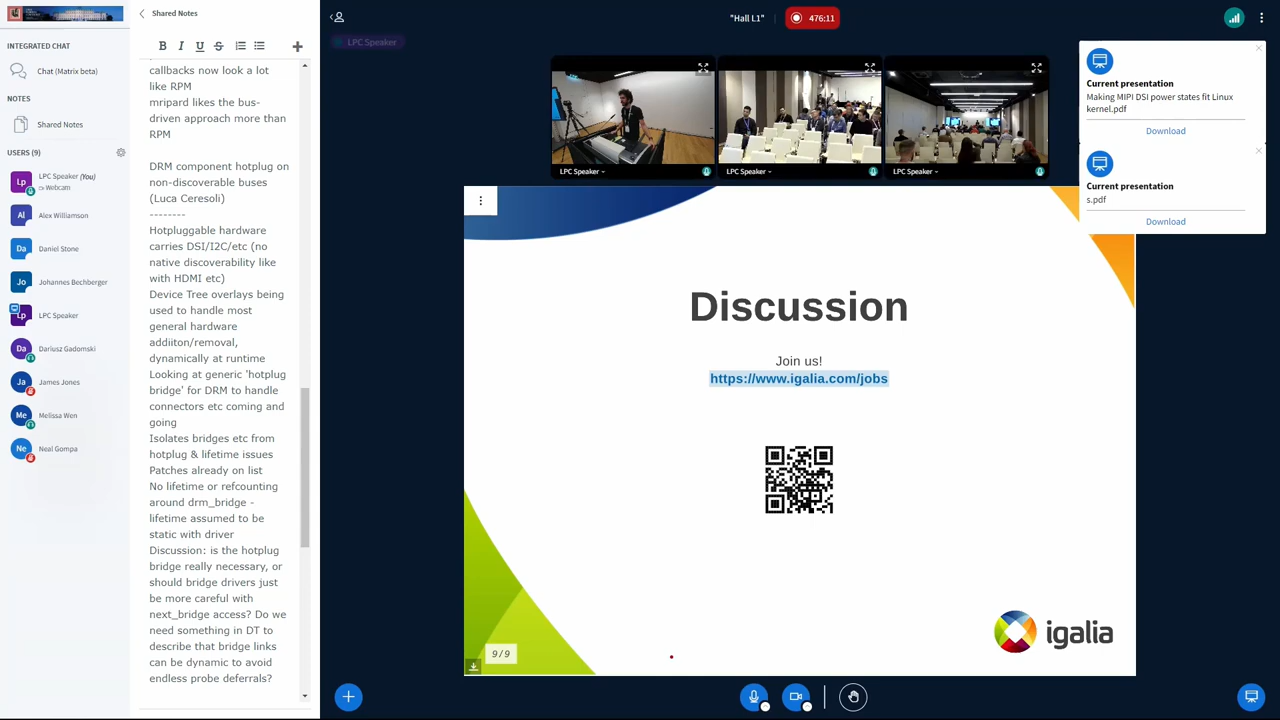 INTEGRATED CHAT
Chat (Matrix beta)
NOTES
Shared Notes
USERS (9)
Lp
LPC Speaker (You)
Webcam
Al
Alex Williamson
Da
Daniel Stone
Jo
Johannes Bechberger
Lp
LPC Speaker
Da
Dariusz Gadomski
Ja
James Jones
Me
Melissa Wen
Ne
Neal Gompa
Shared Notes
B I U S
callbacks now look a lot
like RPM
mripard likes the bus-
driven approach more than
RPM
DRM component hotplug on
non-discoverable buses
(Luca Ceresoli)
--------
Hotpluggable hardware
carries DSI/I2C/etc (no
native discoverability like
with HDMI etc)
Device Tree overlays being
used to handle most
general hardware
addiiton/removal,
dynamically at runtime
Looking at generic 'hotplug
bridge' for DRM to handle
connectors etc coming and
going
Isolates bridges etc from
hotplug & lifetime issues
Patches already on list
No lifetime or refcounting
around drm_bridge -
lifetime assumed to be
static with driver
Discussion: is the hotplug
bridge really necessary, or
should bridge drivers just
be more careful with
next_bridge access? Do we
need something in DT to
describe that bridge links
can be dynamic to avoid
endless probe deferrals?
"Hall L1"
476:11
LPC Speaker
LPC Speaker
LPC Speaker
LPC Speaker
Current presentation
Making MIPI DSI power states fit Linux
kernel.pdf
Download
Current presentation
s.pdf
Download
Discussion
Join us!
https://www.igalia.com/jobs
igalia
9/9